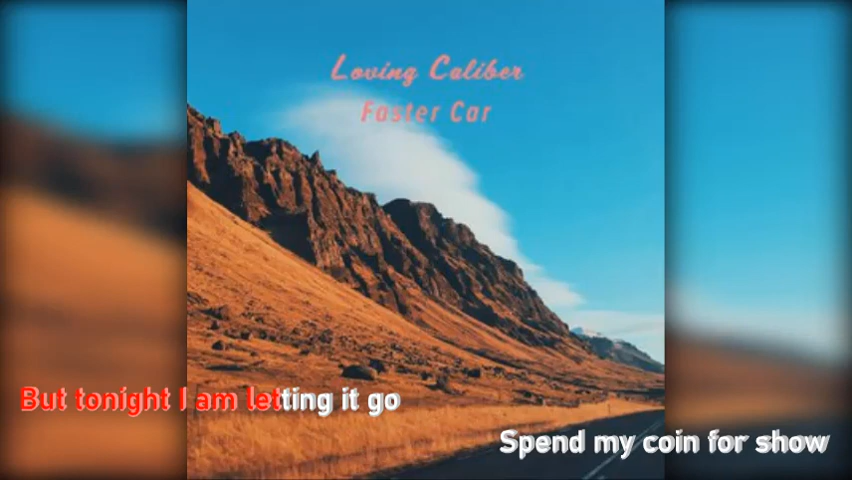 Loving Caliber
Faster Car
But tonight I am letting it go
Spend my coin for show